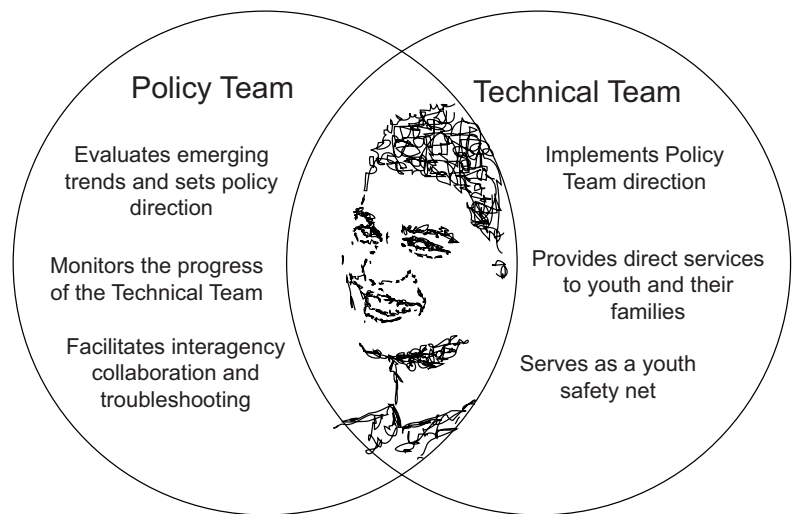 Policy Team
Evaluates emerging
trends and sets policy
direction
Monitors the progress
of the Technical Team
Facilitates interagency
collaboration and
troubleshooting
Technical Team
Implements Policy
Team direction
Provides direct services
to youth and their
families
Serves as a youth
safety net